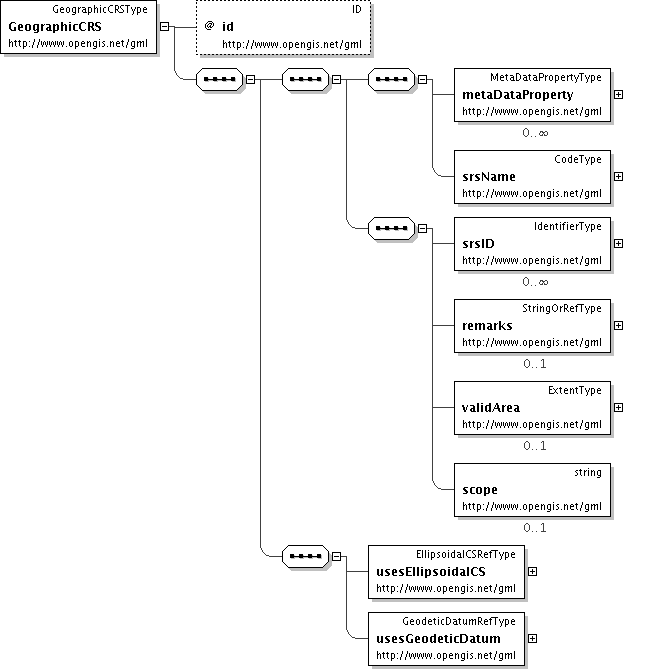 GeographicCRSType
GeographicCRS
http://www.opengis.net/gml
ID
@ id
http://www.opengis.net/gml
MetaDataPropertyType
metaDataProperty
http://www.opengis.net/gml
0..∞
CodeType
srsName
http://www.opengis.net/gml
IdentifierType
srsID
http://www.opengis.net/gml
0..∞
StringOrRefType
remarks
http://www.opengis.net/gml
0..1
ExtentType
validArea
http://www.opengis.net/gml
0..1
string
scope
http://www.opengis.net/gml
0..1
EllipsoidalCSRefType
usesEllipsoidalCS
http://www.opengis.net/gml
GeodeticDatumRefType
usesGeodeticDatum
http://www.opengis.net/gml